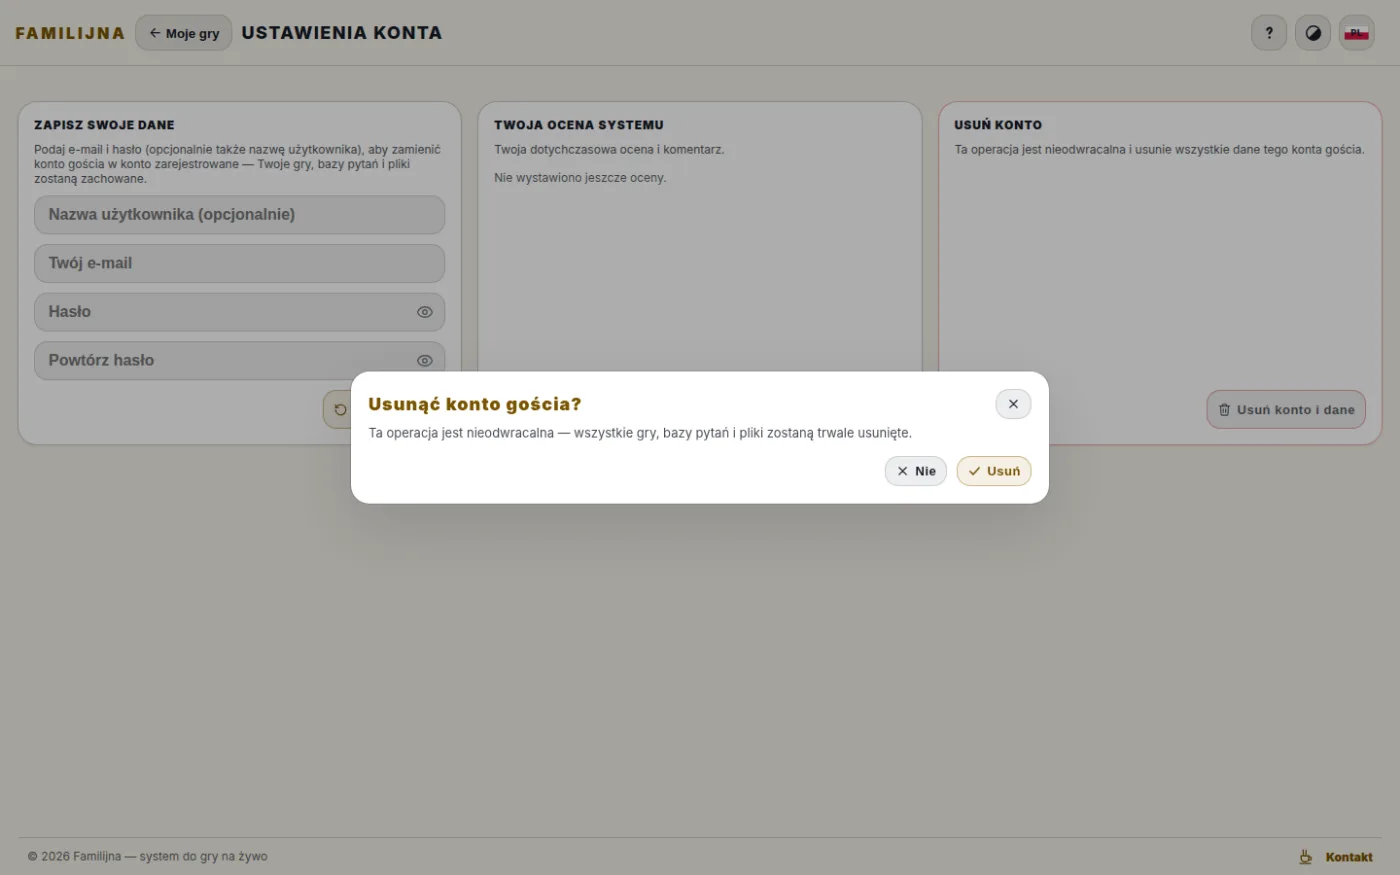 FAMILIJNA
← Moje gry
USTAWIENIA KONTA
?
PL
ZAPISZ SWOJE DANE
Podaj e-mail i hasło (opcjonalnie także nazwę użytkownika), aby zamienić
konto gościa w konto zarejestrowane — Twoje gry, bazy pytań i pliki
zostaną zachowane.
Nazwa użytkownika (opcjonalnie)
Twój e-mail
Hasło
Powtórz hasło
TWOJA OCENA SYSTEMU
Twoja dotychczasowa ocena i komentarz.
Nie wystawiono jeszcze oceny.
USUŃ KONTO
Ta operacja jest nieodwracalna i usunie wszystkie dane tego konta gościa.
Usuń konto i dane
Usunąć konto gościa?
Ta operacja jest nieodwracalna — wszystkie gry, bazy pytań i pliki zostaną trwale usunięte.
Nie
Usuń
© 2026 Familijna — system do gry na żywo
Kontakt